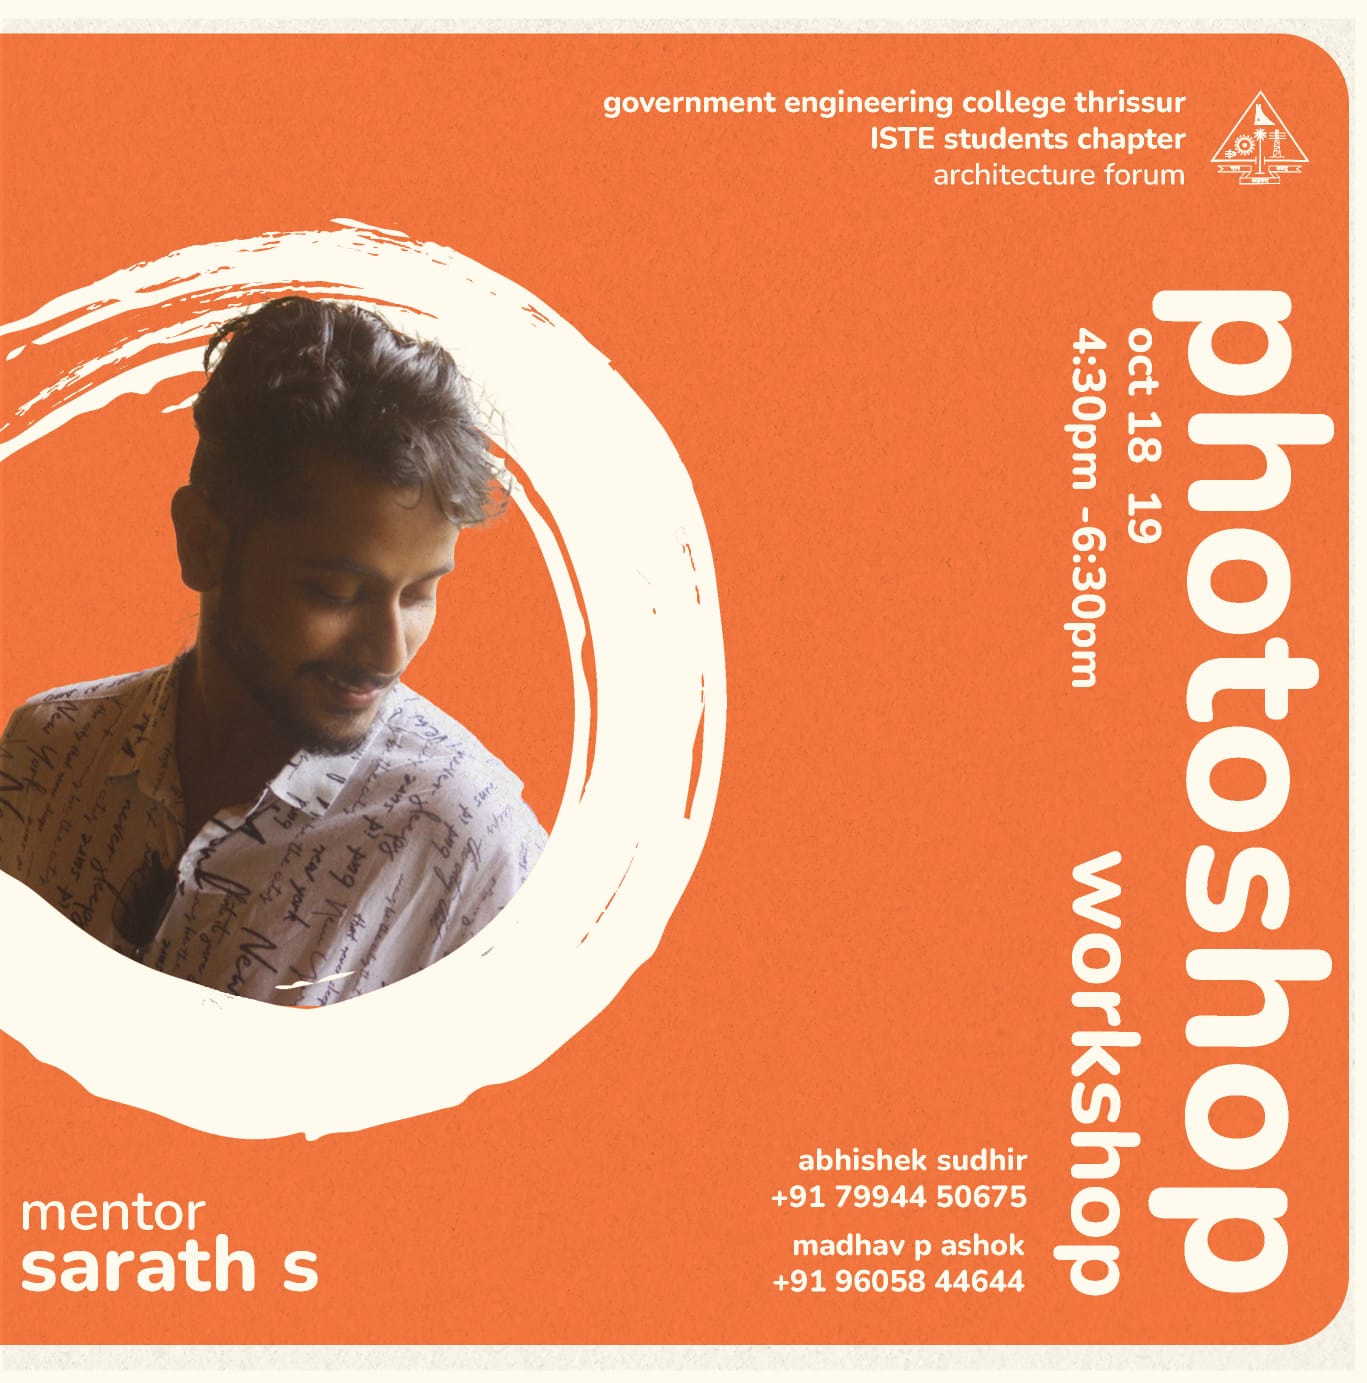 government engineering college thrissur
ISTE students chapter
architecture forum
photoshop
oct 18 19
4:30pm -6:30pm
workshop
abhishek sudhir
+91 79944 50675
madhav p ashok
+91 96058 44644
mentor
sarath s